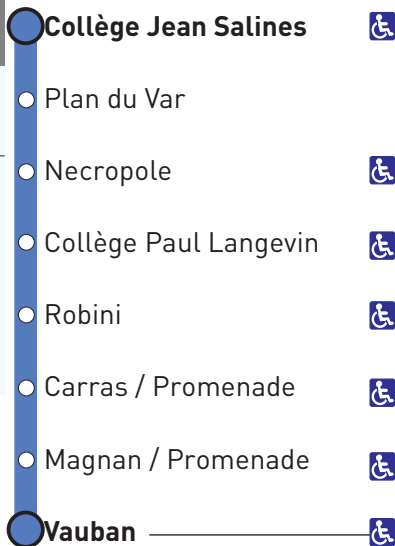 Collège Jean Salines
Plan du Var
Necropole
Collège Paul Langevin
Robini
Carras / Promenade
Magnan / Promenade
Vauban